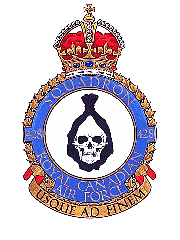 SQUADRON
428 428
ROYAL CANADIAN
AIR FORCE
USQUE AD FINEM